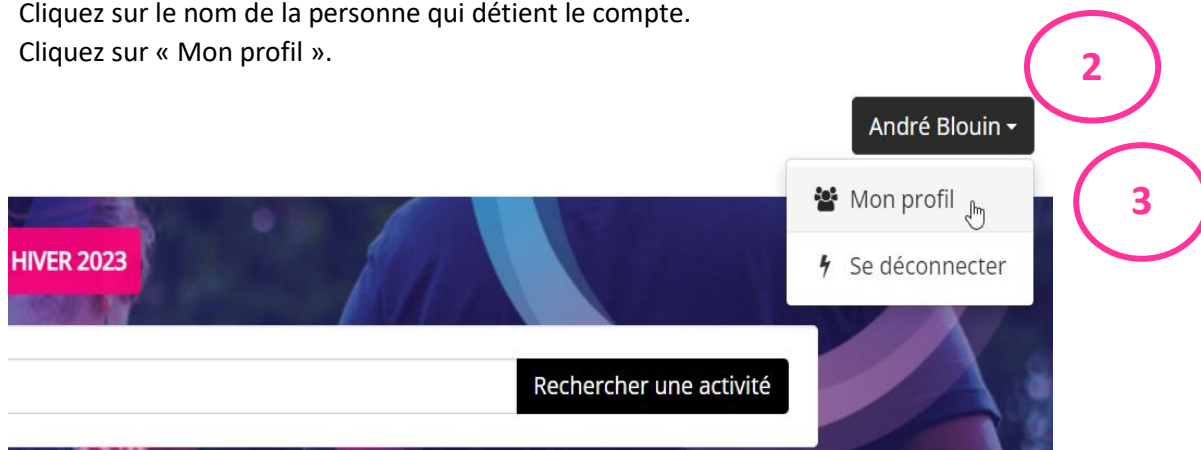 Cliquez sur le nom de la personne qui détient le compte.
Cliquez sur « Mon profil ».
2
André Blouin
Mon profil
3
HIVER 2023
Se déconnecter
Rechercher une activité